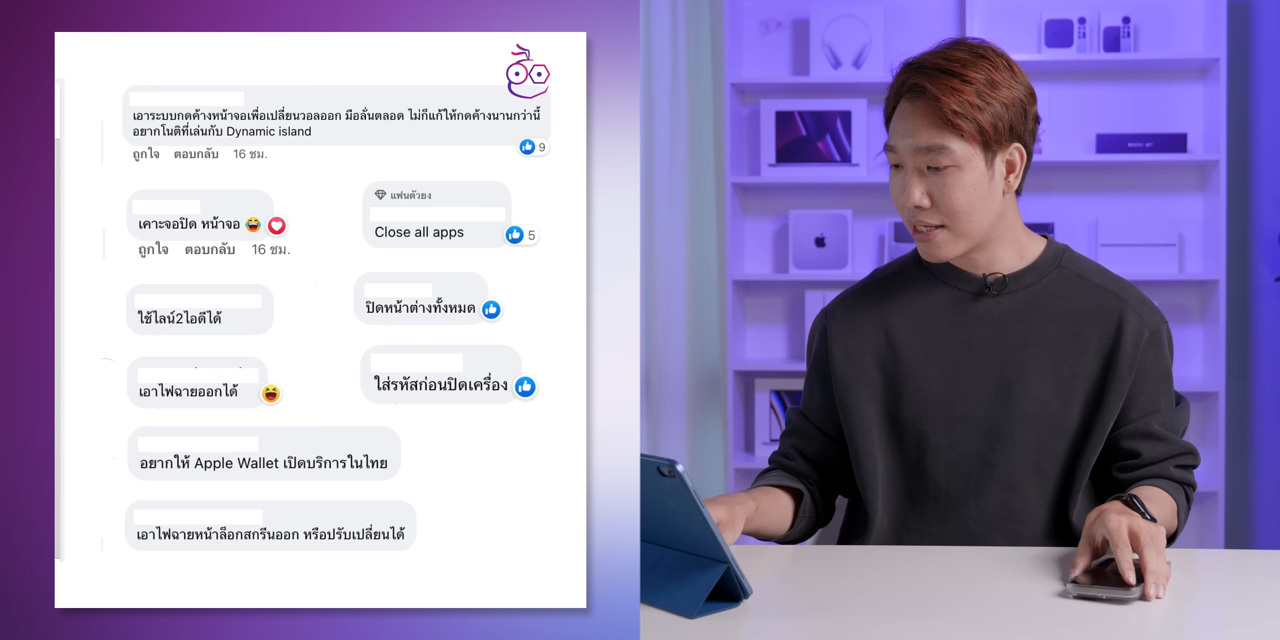 เอาระบบกดค้างหน้าจอเพื่อเปลี่ยนวอลออก มือลั่นตลอด ไม่ก็แก้ให้กดค้างนานกว่านี้
อยากโนติที่เล่นกับ Dynamic island
ถูกใจ ตอบกลับ 16 ชม.
9
เคาะจอปิด หน้าจอ
ถูกใจ ตอบกลับ 16 ชม.
แฟนตัวยง
Close all apps
5
ใช้ไลน์2ไอดีได้
ปิดหน้าต่างทั้งหมด
เอาไฟฉายออกได้
ใส่รหัสก่อนปิดเครื่อง
อยากให้ Apple Wallet เปิดบริการในไทย
เอาไฟฉายหน้าล็อกสกรีนออก หรือปรับเปลี่ยนได้